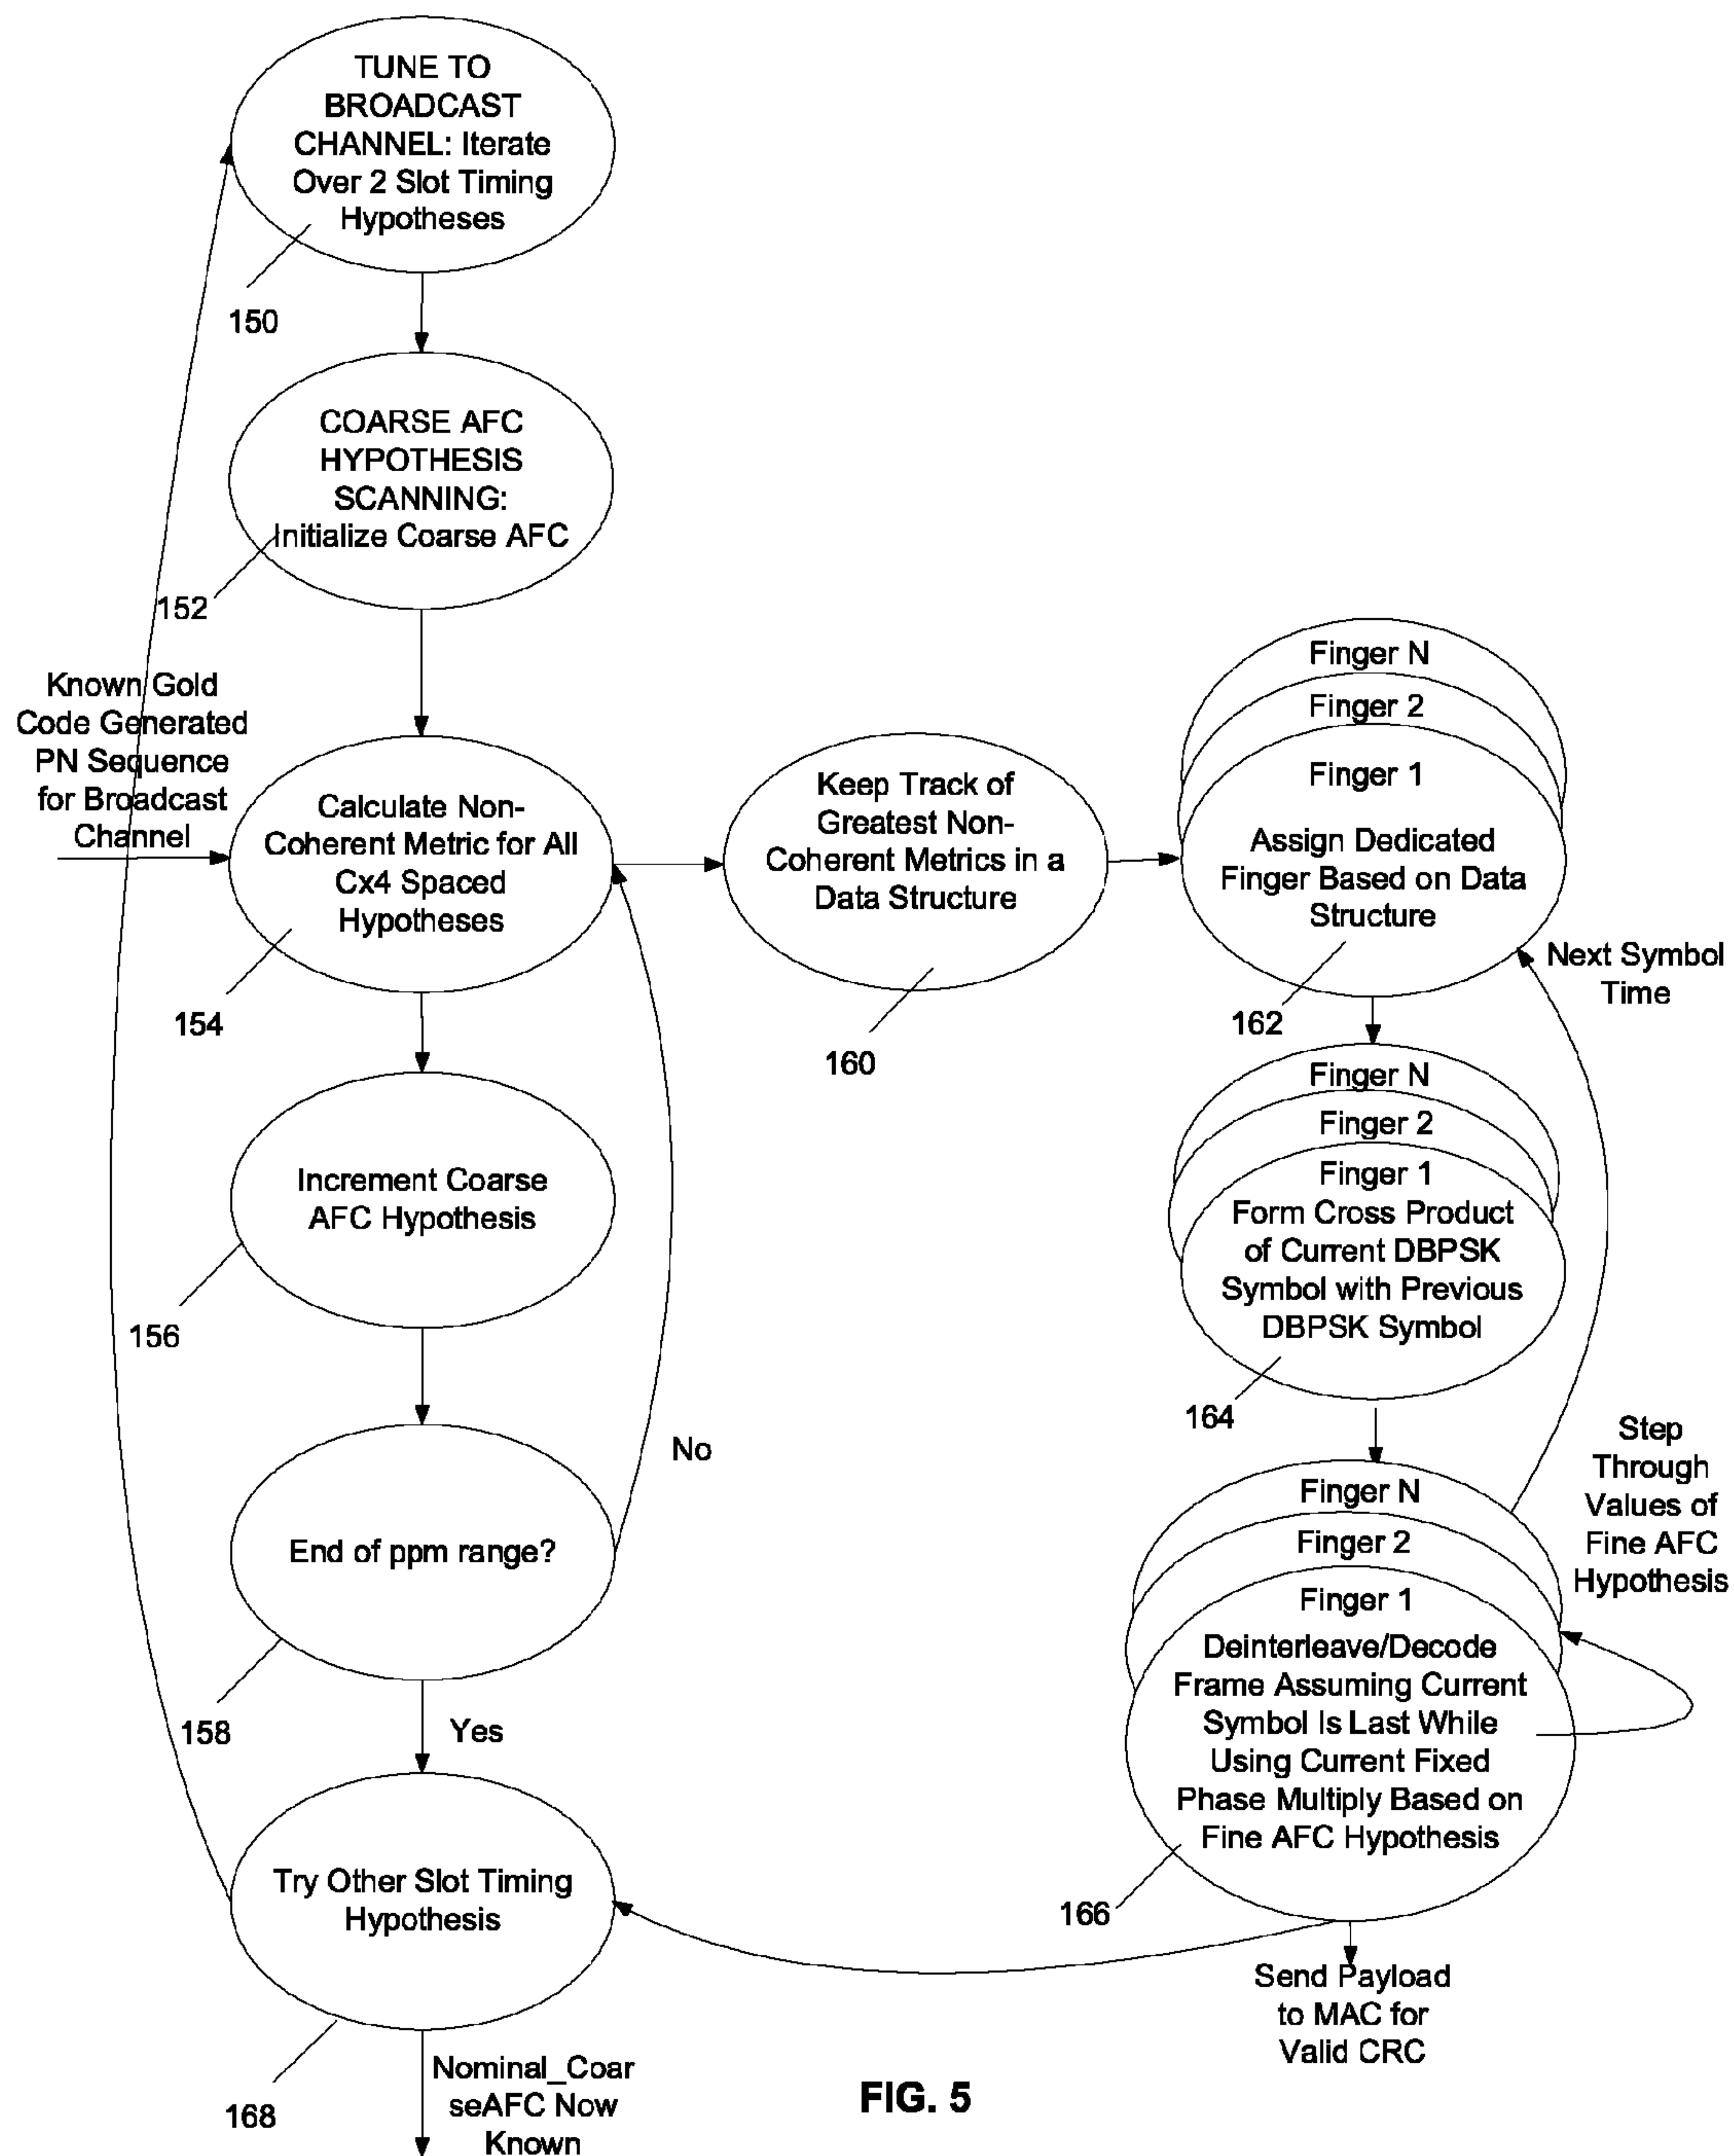 TUNE TO
BROADCAST
CHANNEL: Iterate
Over 2 Slot Timing
Hypotheses
150
COARSE AFC
HYPOTHESIS
SCANNING:
Initialize Coarse AFC
152
Known Gold
Code Generated
PN Sequence
for Broadcast
Channel
Calculate Non-
Coherent Metric for All
Cx4 Spaced
Hypotheses
154
Increment Coarse
AFC Hypothesis
156
End of ppm range?
158
No
Yes
Try Other Slot Timing
Hypothesis
168
Nominal_Coar
seAFC Now
Known
Keep Track of
Greatest Non-
Coherent Metrics in a
Data Structure
160
Finger N
Finger 2
Finger 1
Assign Dedicated
Finger Based on Data
Structure
162
Next Symbol
Time
Finger N
Finger 2
Finger 1
Form Cross Product
of Current DBPSK
Symbol with Previous
DBPSK Symbol
164
Step
Through
Values of
Fine AFC
Hypothesis
Finger N
Finger 2
Finger 1
Deinterleave/Decode
Frame Assuming Current
Symbol Is Last While
Using Current Fixed
Phase Multiply Based on
Fine AFC Hypothesis
166
Send Payload
to MAC for
Valid CRC
FIG. 5